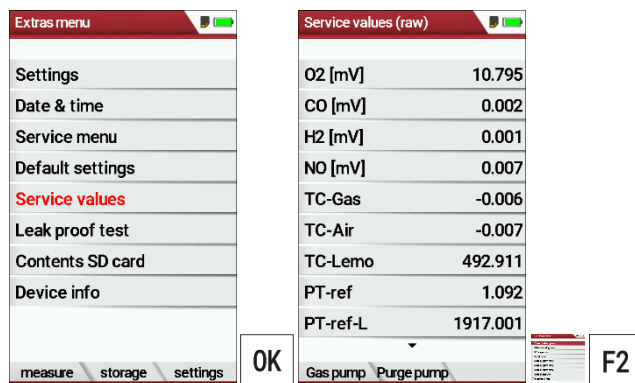 Extras menu
Settings
Date & time
Service menu
Default settings
Service values
Leak proof test
Contents SD card
Device info
measure storage settings
OK
Service values (raw)
O2 [mV] 10.795
CO [mV] 0.002
H2 [mV] 0.001
NO [mV] 0.007
TC-Gas -0.006
TC-Air -0.007
TC-Lemo 492.911
PT-ref 1.092
PT-ref-L 1917.001
Gas pump Purge pump
F2